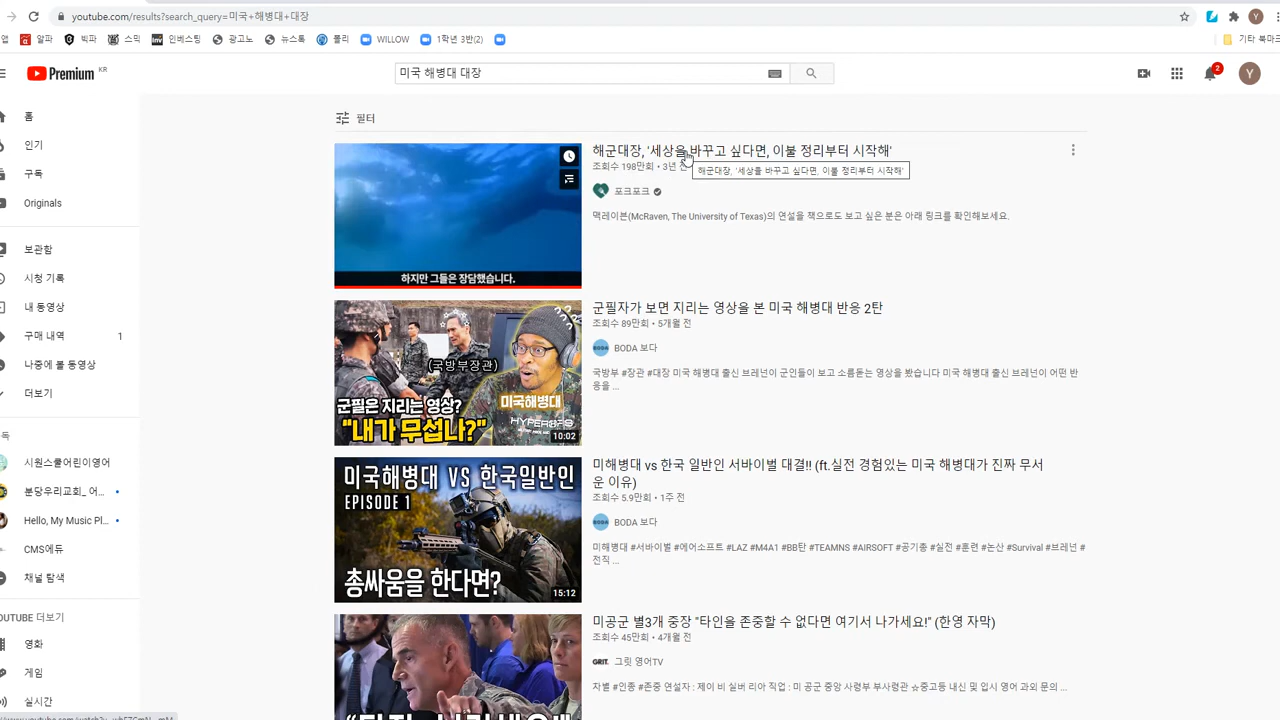 youtube.com/results?search_query=미국+해병대+대장
앱 알파 빅파 스픽 인베스팅 광고노 뉴스톡 폴리 WILLOW 1학년 3반(2) 기타 북마크
Premium KR
미국 해병대 대장
2
Y
홈
인기
구독
Originals
보관함
시청 기록
내 동영상
구매 내역 1
나중에 볼 동영상
더보기
독
시원스쿨어린이영어
분당우리교회_ 어...
Hello, My Music Pl...
CMS에듀
채널 탐색
OUTUBE 더보기
영화
게임
실시간
필터
하지만 그들은 장담했습니다.
해군대장, '세상을 바꾸고 싶다면, 이불 정리부터 시작해'
조회수 198만회 • 3년 전
해군대장, '세상을 바꾸고 싶다면, 이불 정리부터 시작해'
포크포크
맥레이븐(McRaven, The University of Texas)의 연설을 책으로도 보고 싶은 분은 아래 링크를 확인해보세요.
(국방부장관)
미국해병대
군필은 지리는 영상?
"내가 무섭나?"
10:02
군필자가 보면 지리는 영상을 본 미국 해병대 반응 2탄
조회수 89만회 • 5개월 전
BODA 보다
국방부 #장관 #대장 미국 해병대 출신 브레넌이 군인들이 보고 소름돋는 영상을 봤습니다 미국 해병대 출신 브레넌이 어떤 반
응을 ...
미국해병대 VS 한국일반인
EPISODE 1
총싸움을 한다면?
15:12
미해병대 vs 한국 일반인 서바이벌 대결!! (ft.실전 경험있는 미국 해병대가 진짜 무서
운 이유)
조회수 5.9만회 • 1주 전
BODA 보다
미해병대 #서바이벌 #에어소프트 #LAZ #M4A1 #BB탄 #TEAMNS #AIRSOFT #공기총 #실전 #훈련 #논산 #Survival #브레넌 #
전직 ...
미공군 별3개 중장 "타인을 존중할 수 없다면 여기서 나가세요!" (한영 자막)
조회수 45만회 • 4개월 전
GRIT. 그릿 영어TV
차별 #인종 #존중 연설자 : 제이 비 실버 리아 직업 : 미 공군 중앙 사령부 부사령관 ☆중고등 내신 및 입시 영어 과외 문의 ...